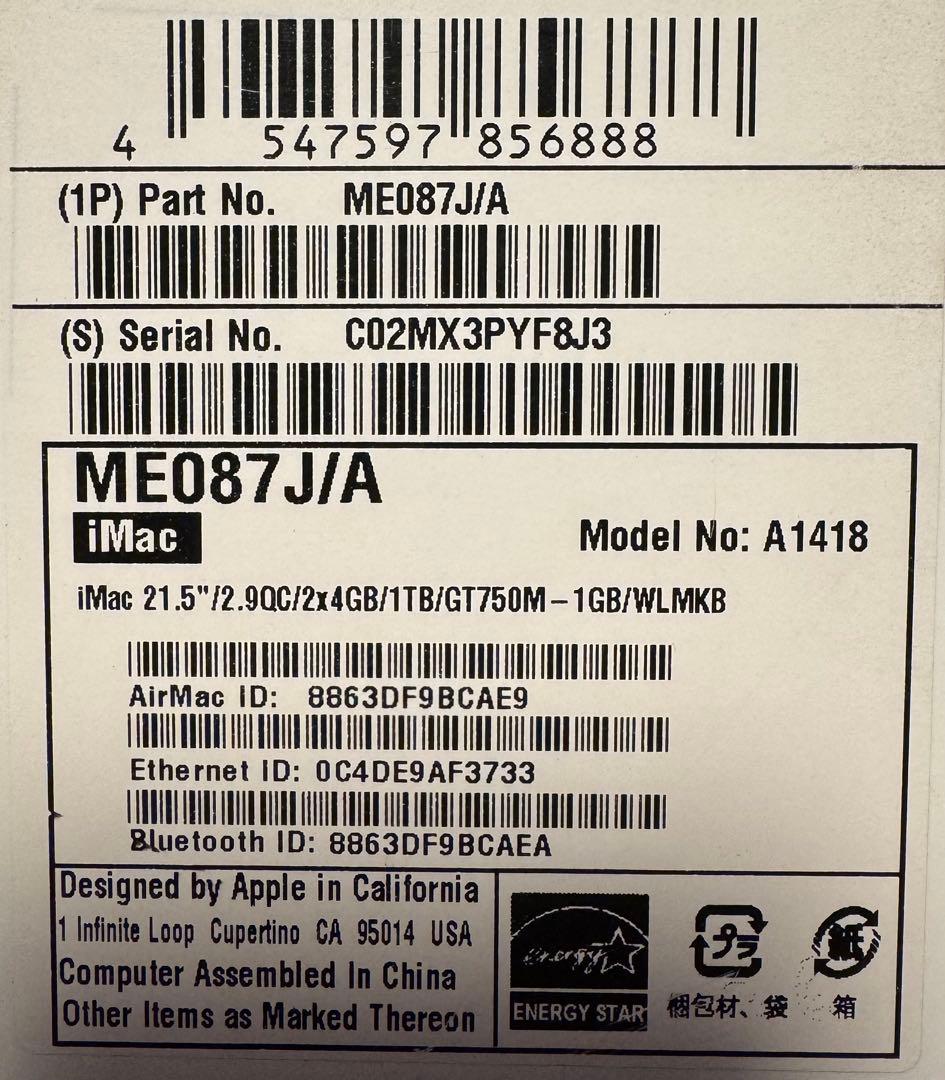 4 547597 856888
(1P) Part No. ME087J/A
(S) Serial No. C02MX3PYF8J3
ME087J/A
iMac
Model No: A1418
iMac 21.5"/2.9QC/2x4GB/1TB/GT750M-1GB/WLMKB
AirMac ID: 8863DF9BCAE9
Ethernet ID: 0C4DE9AF3733
Bluetooth ID: 8863DF9BCAEA
Designed by Apple in California
1 Infinite Loop Cupertino CA 95014 USA
Computer Assembled In China
Other Items as Marked Thereon
energy
ENERGY STAR
プラ
紙
梱包材、袋
箱